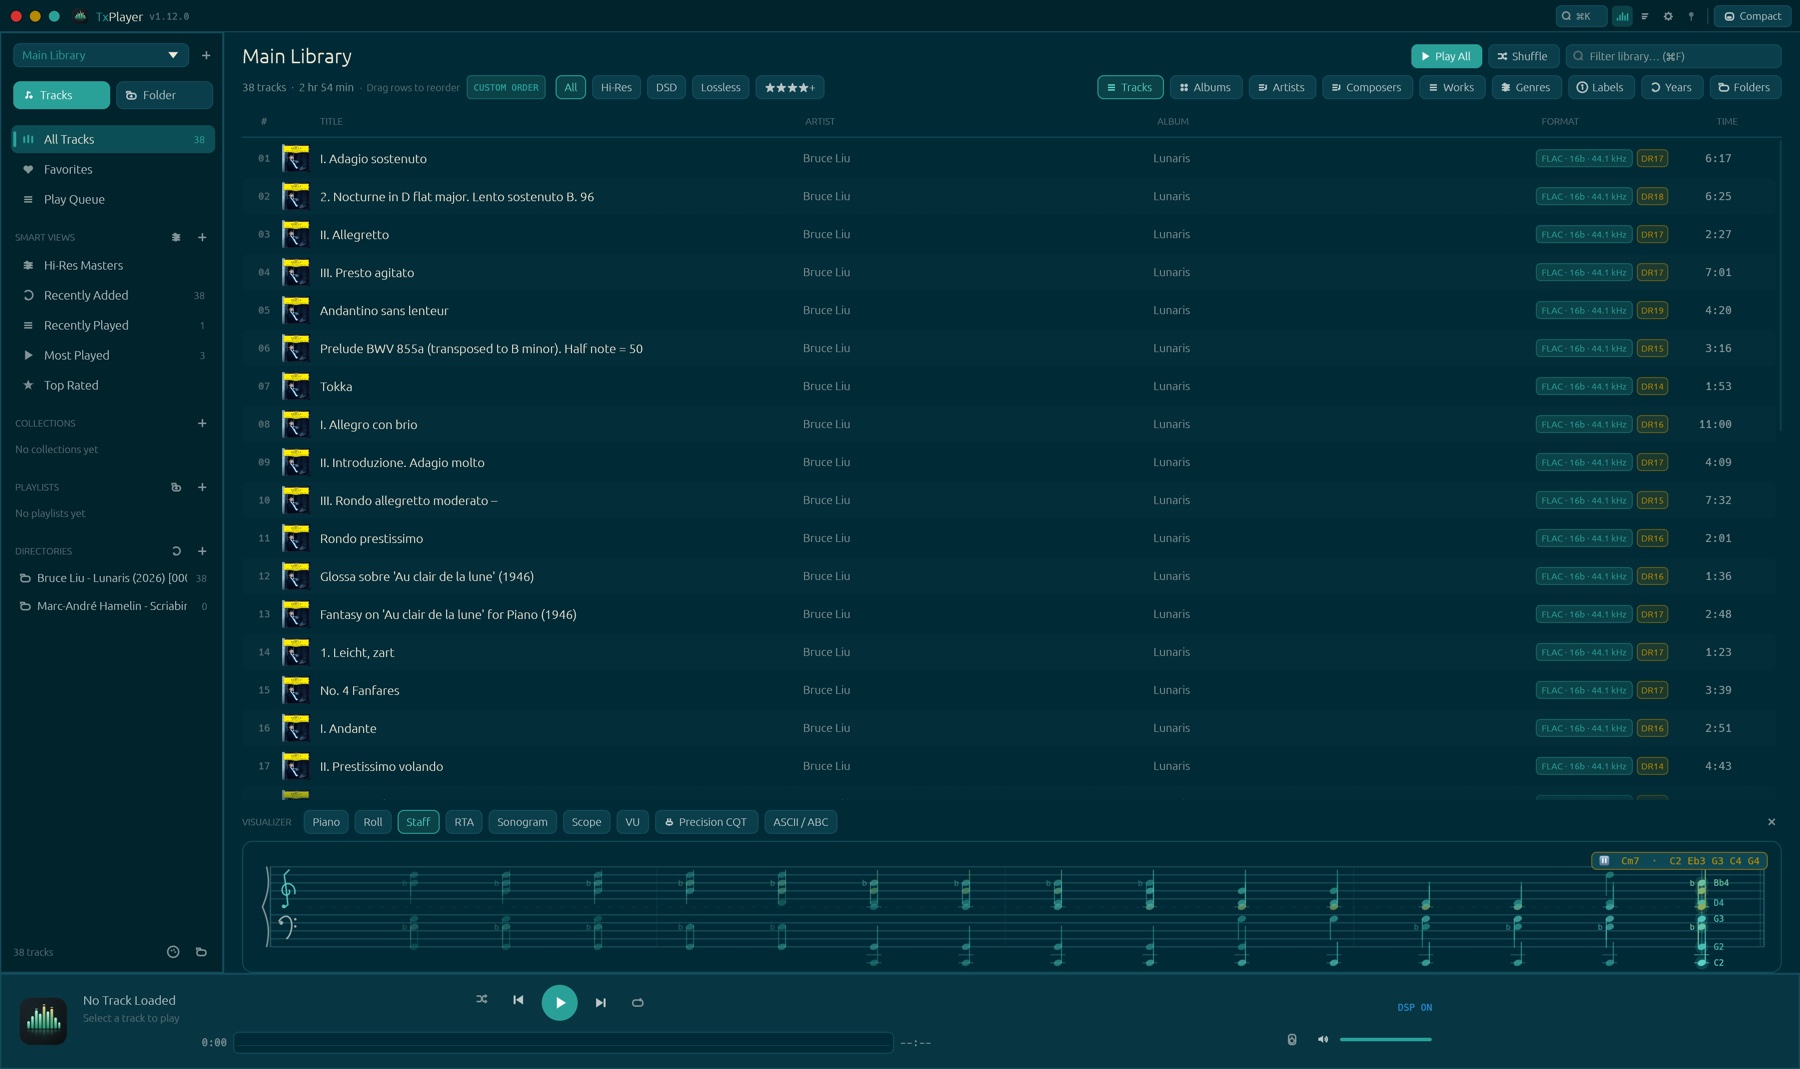 TxPlayer v1.12.0
⌘K
Compact
Main Library
Tracks
Folder
All Tracks 38
Favorites
Play Queue
SMART VIEWS
Hi-Res Masters
Recently Added 38
Recently Played 1
Most Played 3
Top Rated
COLLECTIONS
No collections yet
PLAYLISTS
No playlists yet
DIRECTORIES
Bruce Liu - Lunaris (2026) [00 38
Marc-André Hamelin - Scriabin 0
38 tracks
Main Library
Play All
Shuffle
Filter library... (⌘F)
38 tracks · 2 hr 54 min · Drag rows to reorder CUSTOM ORDER All Hi-Res DSD Lossless ★★★★+
Tracks Albums Artists Composers Works Genres Labels Years Folders
# TITLE ARTIST ALBUM FORMAT TIME
01 I. Adagio sostenuto Bruce Liu Lunaris FLAC · 16b · 44.1 kHz DR17 6:17
02 2. Nocturne in D flat major. Lento sostenuto B. 96 Bruce Liu Lunaris FLAC · 16b · 44.1 kHz DR18 6:25
03 II. Allegretto Bruce Liu Lunaris FLAC · 16b · 44.1 kHz DR17 2:27
04 III. Presto agitato Bruce Liu Lunaris FLAC · 16b · 44.1 kHz DR17 7:01
05 Andantino sans lenteur Bruce Liu Lunaris FLAC · 16b · 44.1 kHz DR19 4:20
06 Prelude BWV 855a (transposed to B minor). Half note = 50 Bruce Liu Lunaris FLAC · 16b · 44.1 kHz DR15 3:16
07 Tokka Bruce Liu Lunaris FLAC · 16b · 44.1 kHz DR14 1:53
08 I. Allegro con brio Bruce Liu Lunaris FLAC · 16b · 44.1 kHz DR16 11:00
09 II. Introduzione. Adagio molto Bruce Liu Lunaris FLAC · 16b · 44.1 kHz DR17 4:09
10 III. Rondo allegretto moderato – Bruce Liu Lunaris FLAC · 16b · 44.1 kHz DR15 7:32
11 Rondo prestissimo Bruce Liu Lunaris FLAC · 16b · 44.1 kHz DR16 2:01
12 Glossa sobre 'Au clair de la lune' (1946) Bruce Liu Lunaris FLAC · 16b · 44.1 kHz DR16 1:36
13 Fantasy on 'Au clair de la lune' for Piano (1946) Bruce Liu Lunaris FLAC · 16b · 44.1 kHz DR16 2:48
14 1. Leicht, zart Bruce Liu Lunaris FLAC · 16b · 44.1 kHz DR17 1:23
15 No. 4 Fanfares Bruce Liu Lunaris FLAC · 16b · 44.1 kHz DR17 3:39
16 I. Andante Bruce Liu Lunaris FLAC · 16b · 44.1 kHz DR16 2:51
17 II. Prestissimo volando Bruce Liu Lunaris FLAC · 16b · 44.1 kHz DR14 4:43
VISUALIZER Piano Roll Staff RTA Sonogram Scope VU Precision CQT ASCII / ABC
Cm7 · C2 Eb3 G3 C4 G4
Bb4
D4
G3
G2
C2
No Track Loaded
Select a track to play
0:00 --:--
DSP ON